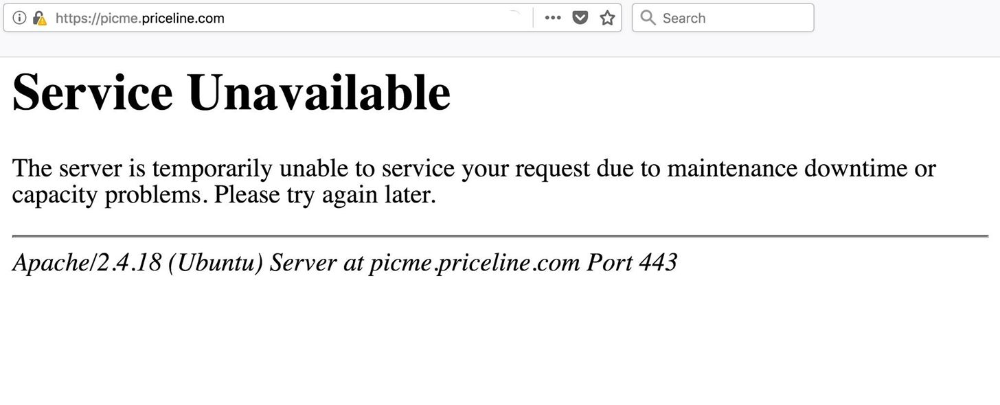 https://picme.priceline.com
Search
Service Unavailable
The server is temporarily unable to service your request due to maintenance downtime or
capacity problems. Please try again later.
Apache/2.4.18 (Ubuntu) Server at picme.priceline.com Port 443